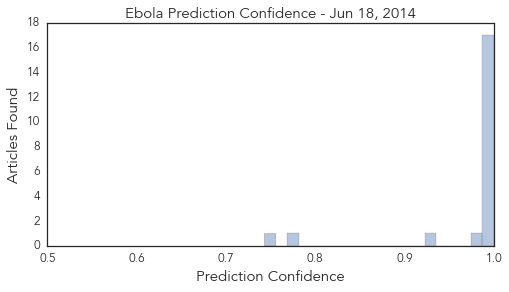 Ebola Prediction Confidence - Jun 18, 2014
Articles Found
18
16
14
12
10
8
6
4
2
0
0.5 0.6 0.7 0.8 0.9 1.0
Prediction Confidence